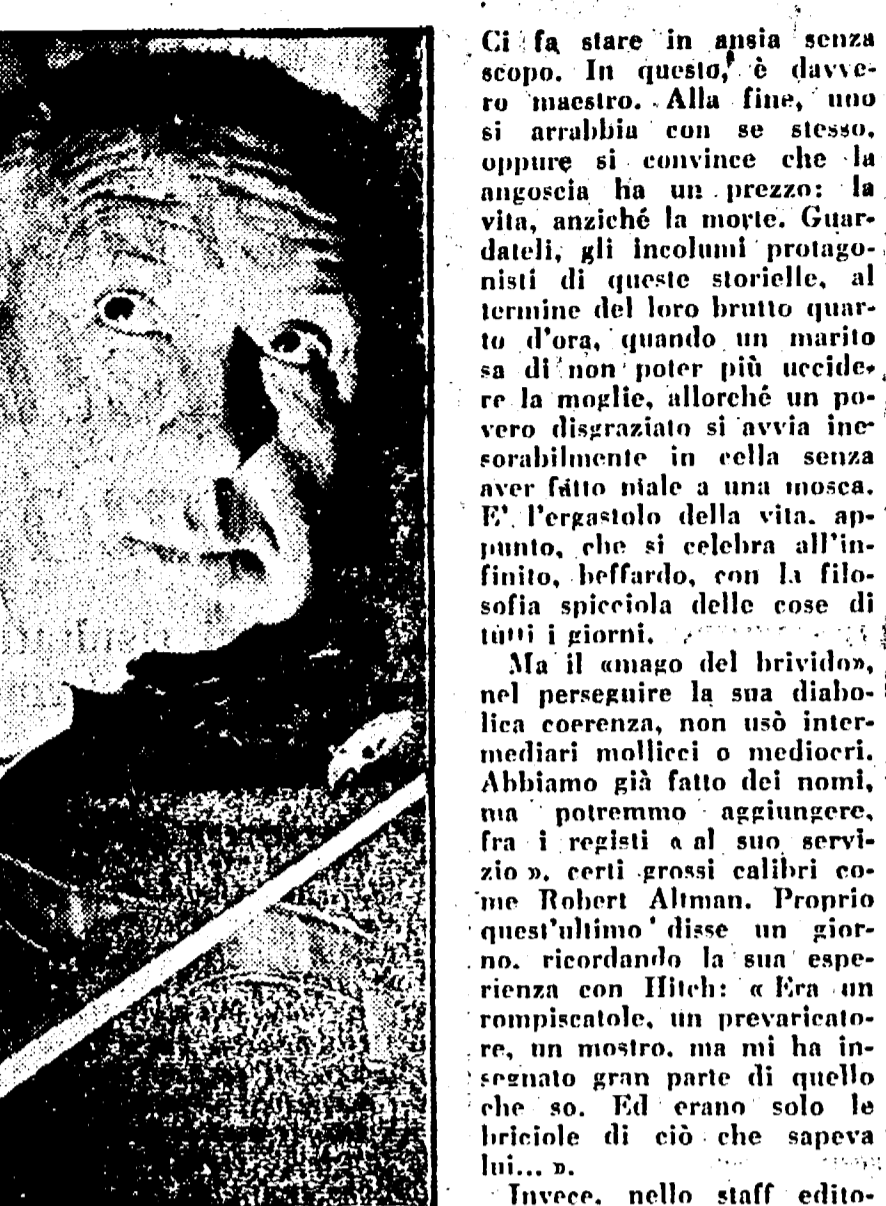 Ci fa stare in ansia senza
scopo. In questo, è davve-
ro maestro. Alla fine, uno
si arrabbia con se stesso,
oppure si convince che la
angoscia ha un prezzo: la
vita, anziché la morte. Guar-
dateli, gli incolumi protago-
nisti di queste storielle, al
termine del loro brutto quar-
to d'ora, quando un marito
sa di non poter più uccide-
re la moglie, allorché un po-
vero disgraziato si avvia ine-
sorabilmente in cella senza
aver fatto male a una mosca.
E' l'ergastolo della vita, ap-
punto, che si celebra all'in-
finito, beffardo, con la filo-
sofia spicciola delle cose di
tutti i giorni.
Ma il «mago del brivido»,
nel perseguire la sua diabo-
lica coerenza, non usò inter-
mediari mollicci o mediocri.
Abbiamo già fatto dei nomi,
ma potremmo aggiungere,
fra i registi « al suo servi-
zio », certi grossi calibri co-
me Robert Altman. Proprio
quest'ultimo disse un gior-
no, ricordando la sua espe-
rienza con Hitch: « Era un
rompiscatole, un prevaricato-
re, un mostro, ma mi ha in-
segnato gran parte di quello
che so. Ed erano solo le
briciole di ciò che sapeva
lui... ».
Invece, nello staff edito-